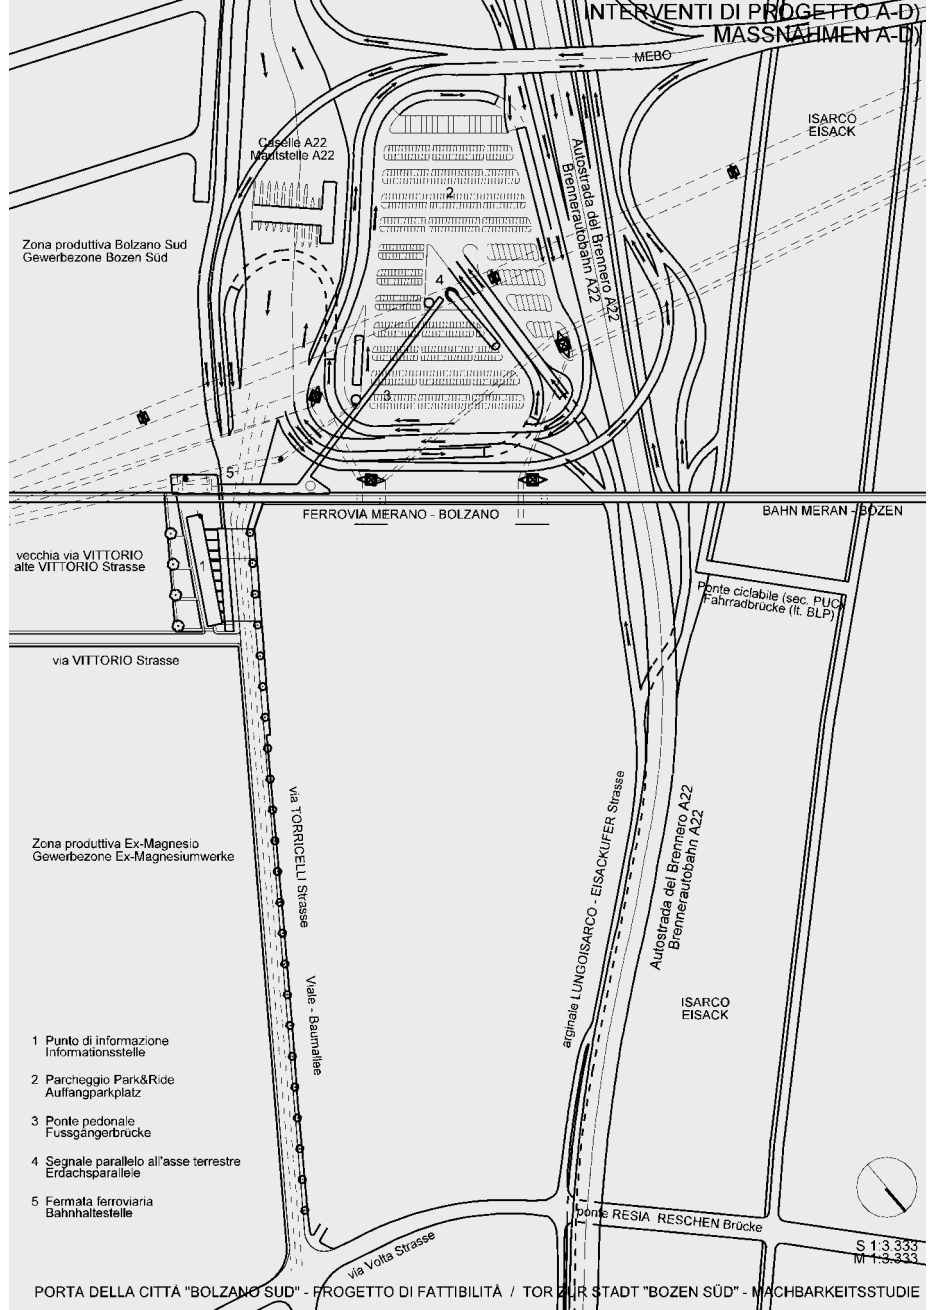 INTERVENTI DI PROGETTO A-D)
MASSNAHMEN A-D)
MEBO
ISARCO
EISACK
Caselle A22
Mautstelle A22
Autostrada del Brennero A22
Brennerautobahn A22
2
Zona produttiva Bolzano Sud
Gewerbezone Bozen Süd
4
3
5
FERROVIA MERANO - BOLZANO
BAHN MERAN - BOZEN
vecchia via VITTORIO
alte VITTORIO Strasse
1
Ponte ciclabile (sec. PUC)
Fahrradbrücke (lt. BLP)
via VITTORIO Strasse
via TORRICELLI Strasse
arginale LUNGOISARCO - EISACKUFER Strasse
Autostrada del Brennero A22
Brennerautobahn A22
Zona produttiva Ex-Magnesio
Gewerbezone Ex-Magnesiumwerke
Viale - Baumallee
ISARCO
EISACK
1 Punto di informazione
Informationsstelle
2 Parcheggio Park&Ride
Auffangparkplatz
3 Ponte pedonale
Fussgängerbrücke
4 Segnale parallelo all'asse terrestre
Erdachsparallele
5 Fermata ferroviaria
Bahnhaltestelle
ponte RESIA RESCHEN Brücke
via Volta Strasse
S 1:3.333
M 1:3.333
PORTA DELLA CITTÀ "BOLZANO SUD" - PROGETTO DI FATTIBILITÀ / TOR ZUR STADT "BOZEN SÜD" - MACHBARKEITSSTUDIE